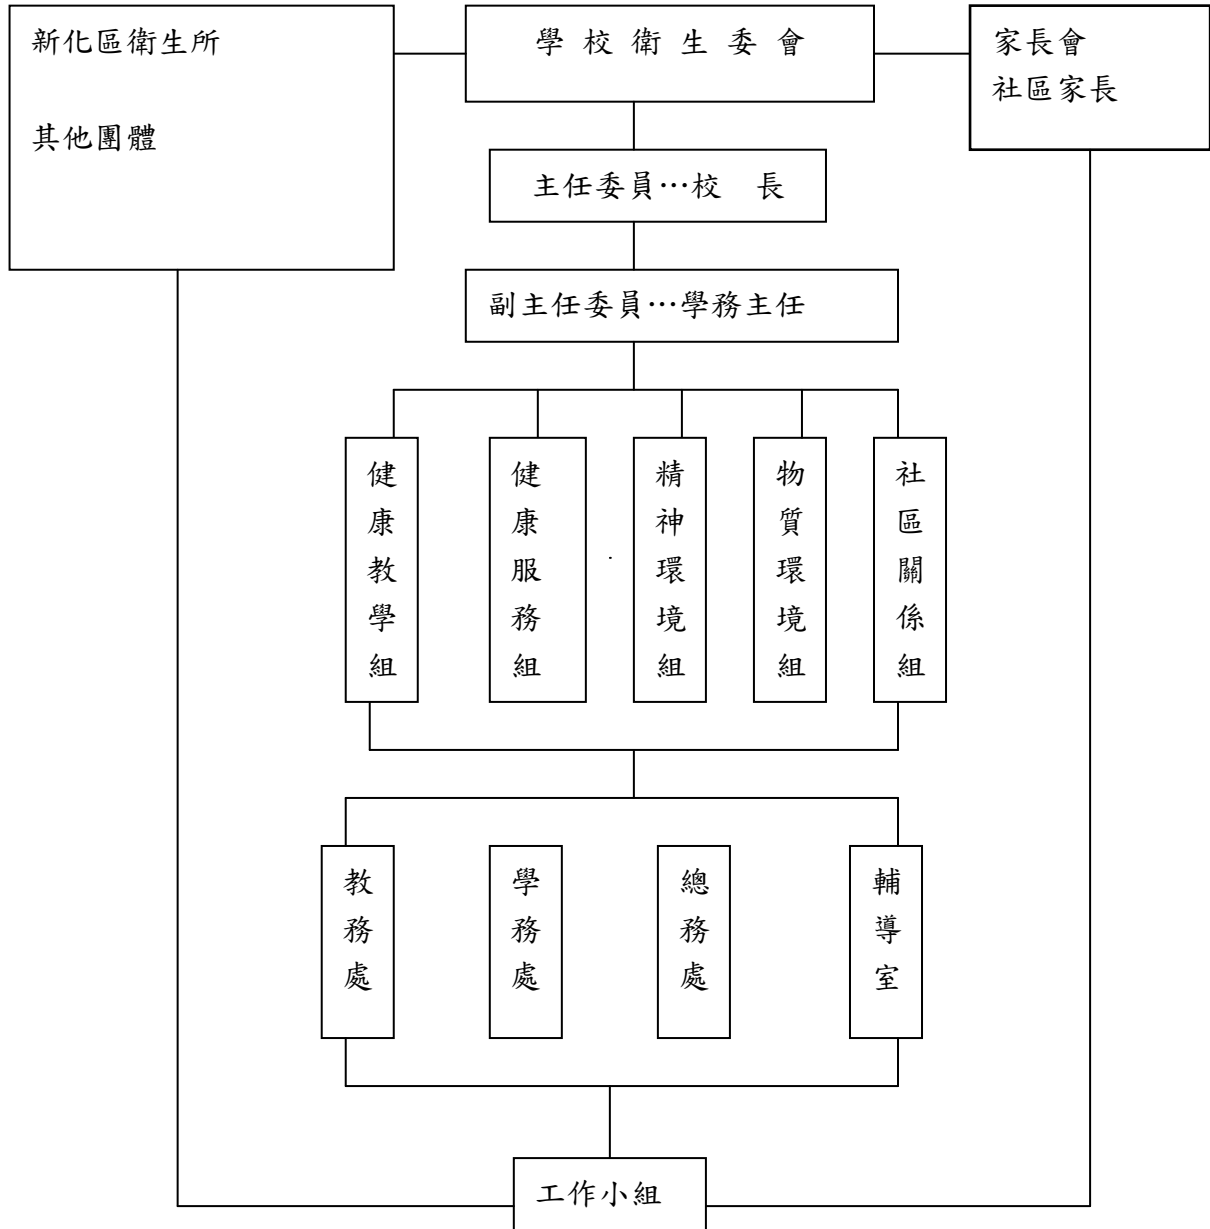 新化區衛生所
其他團體
學校衛生委會
家長會
社區家長
主任委員…校　長
副主任委員…學務主任
健康教學組
健康服務組
精神環境組
物質環境組
社區關係組
教務處
學務處
總務處
輔導室
工作小組